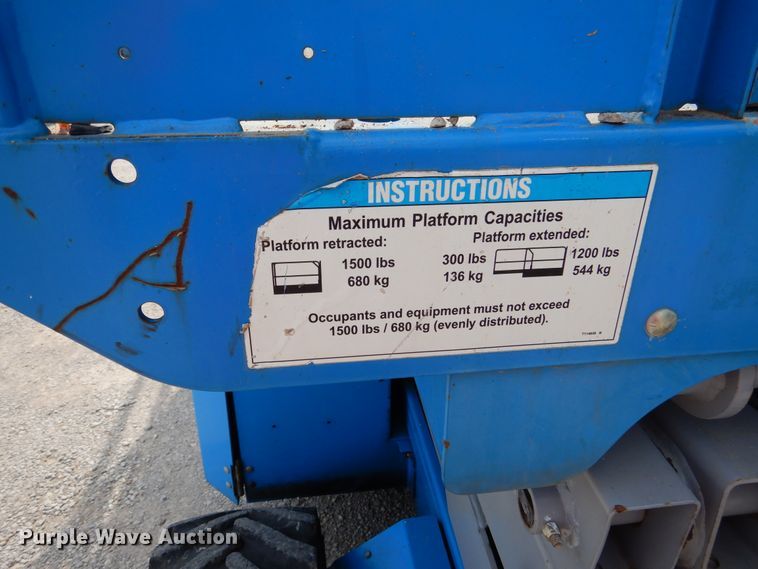 INSTRUCTIONS
Maximum Platform Capacities
Platform retracted:
1500 lbs
680 kg
Platform extended:
300 lbs
136 kg
1200 lbs
544 kg
Occupants and equipment must not exceed
1500 lbs / 680 kg (evenly distributed).
Purple Wave Auction